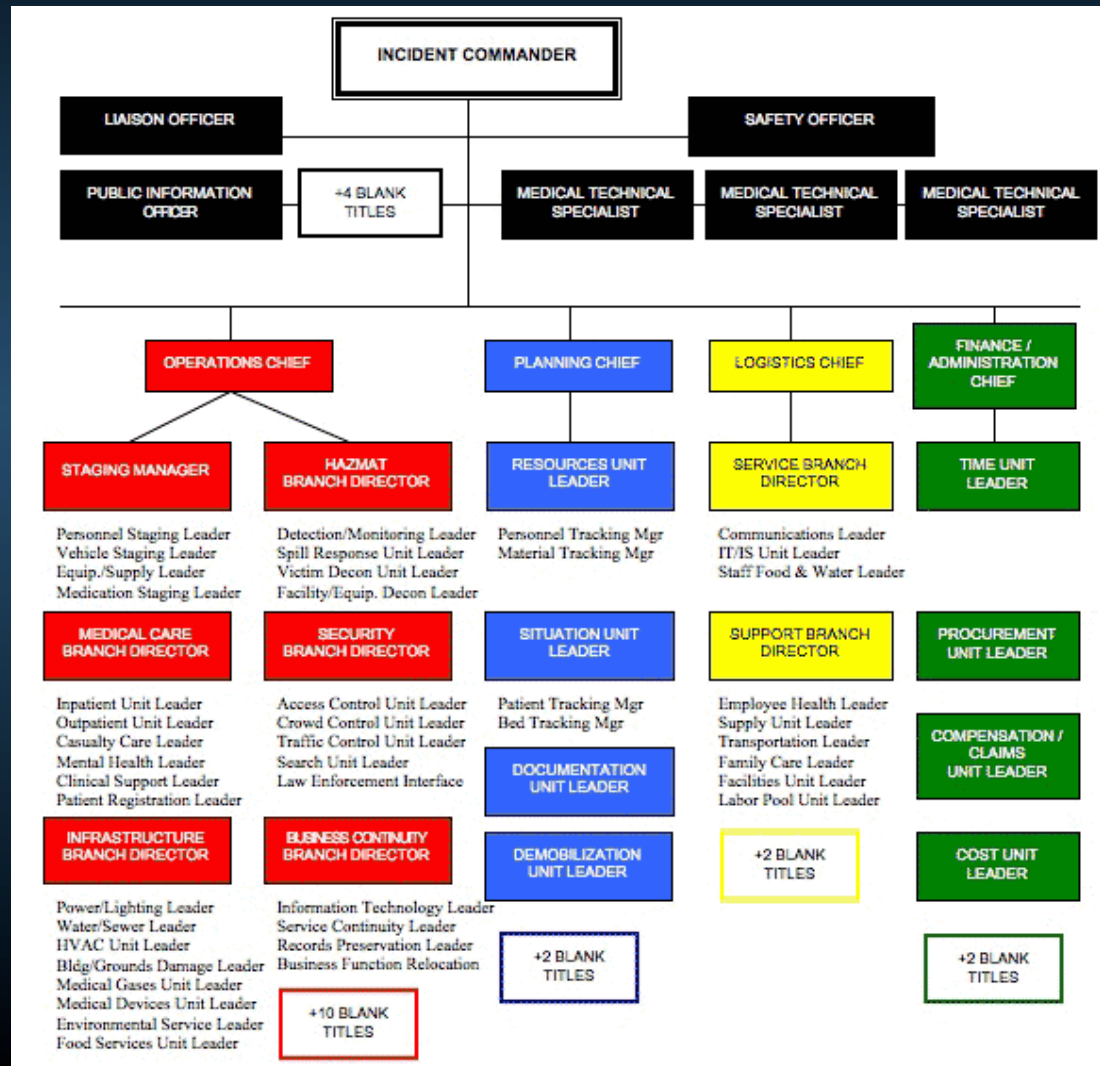 INCIDENT COMMANDER
LIAISON OFFICER
SAFETY OFFICER
PUBLIC INFORMATION
OFFICER
+4 BLANK
TITLES
MEDICAL TECHNICAL
SPECIALIST
MEDICAL TECHNICAL
SPECIALIST
MEDICAL TECHNICAL
SPECIALIST
OPERATIONS CHIEF
PLANNING CHIEF
LOGISTICS CHIEF
FINANCE /
ADMINISTRATION
CHIEF
STAGING MANAGER
Personnel Staging Leader
Vehicle Staging Leader
Equip./Supply Leader
Medication Staging Leader
HAZMAT
BRANCH DIRECTOR
Detection/Monitoring Leader
Spill Response Unit Leader
Victim Decon Unit Leader
Facility/Equip. Decon Leader
RESOURCES UNIT
LEADER
Personnel Tracking Mgr
Material Tracking Mgr
SERVICE BRANCH
DIRECTOR
Communications Leader
IT/IS Unit Leader
Staff Food & Water Leader
TIME UNIT
LEADER
MEDICAL CARE
BRANCH DIRECTOR
Inpatient Unit Leader
Outpatient Unit Leader
Casualty Care Leader
Mental Health Leader
Clinical Support Leader
Patient Registration Leader
SECURITY
BRANCH DIRECTOR
Access Control Unit Leader
Crowd Control Unit Leader
Traffic Control Unit Leader
Search Unit Leader
Law Enforcement Interface
SITUATION UNIT
LEADER
Patient Tracking Mgr
Bed Tracking Mgr
DOCUMENTATION
UNIT LEADER
SUPPORT BRANCH
DIRECTOR
Employee Health Leader
Supply Unit Leader
Transportation Leader
Family Care Leader
Facilities Unit Leader
Labor Pool Unit Leader
PROCUREMENT
UNIT LEADER
COMPENSATION /
CLAIMS
UNIT LEADER
INFRASTRUCTURE
BRANCH DIRECTOR
Power/Lighting Leader
Water/Sewer Leader
HVAC Unit Leader
Bldg/Grounds Damage Leader
Medical Gases Unit Leader
Medical Devices Unit Leader
Environmental Service Leader
Food Services Unit Leader
BUSINESS CONTINUITY
BRANCH DIRECTOR
Information Technology Leader
Service Continuity Leader
Records Preservation Leader
Business Function Relocation
+10 BLANK
TITLES
DEMOBILIZATION
UNIT LEADER
+2 BLANK
TITLES
+2 BLANK
TITLES
COST UNIT
LEADER
+2 BLANK
TITLES